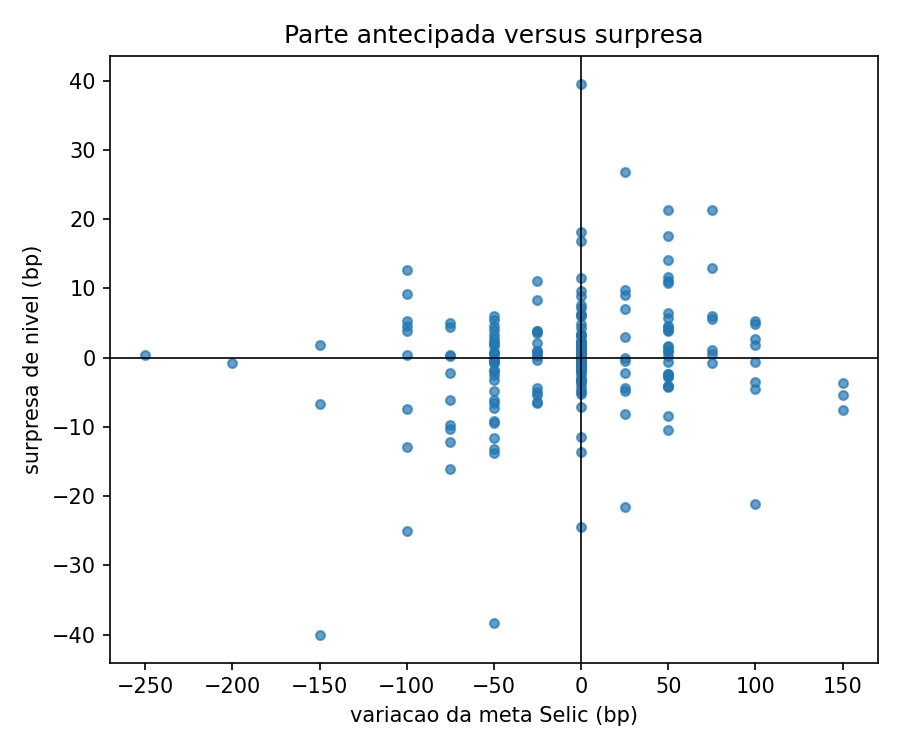 Parte antecipada versus surpresa
40
30
20
10
0
−10
−20
−30
−40
surpresa de nivel (bp)
−250 −200 −150 −100 −50 0 50 100 150
variacao da meta Selic (bp)